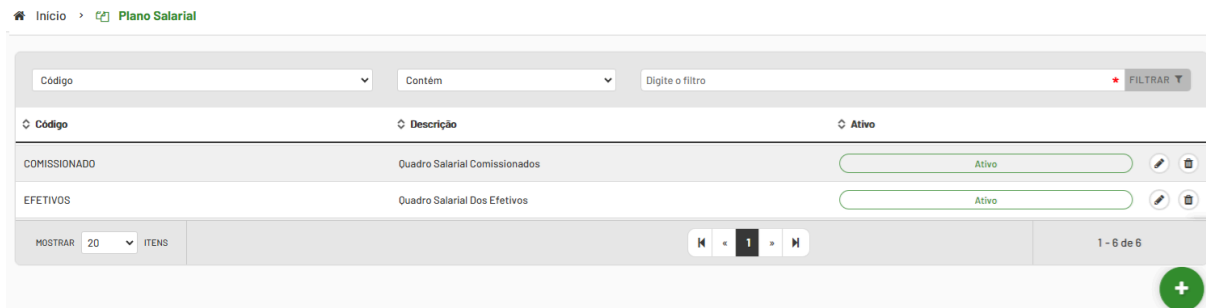 Início > Plano Salarial
Código Contém Digite o filtro * FILTRAR
Código Descrição Ativo
COMISSIONADO Quadro Salarial Comissionados Ativo
EFETIVOS Quadro Salarial Dos Efetivos Ativo
MOSTRAR 20 ITENS « 1 » 1 - 6 de 6
+